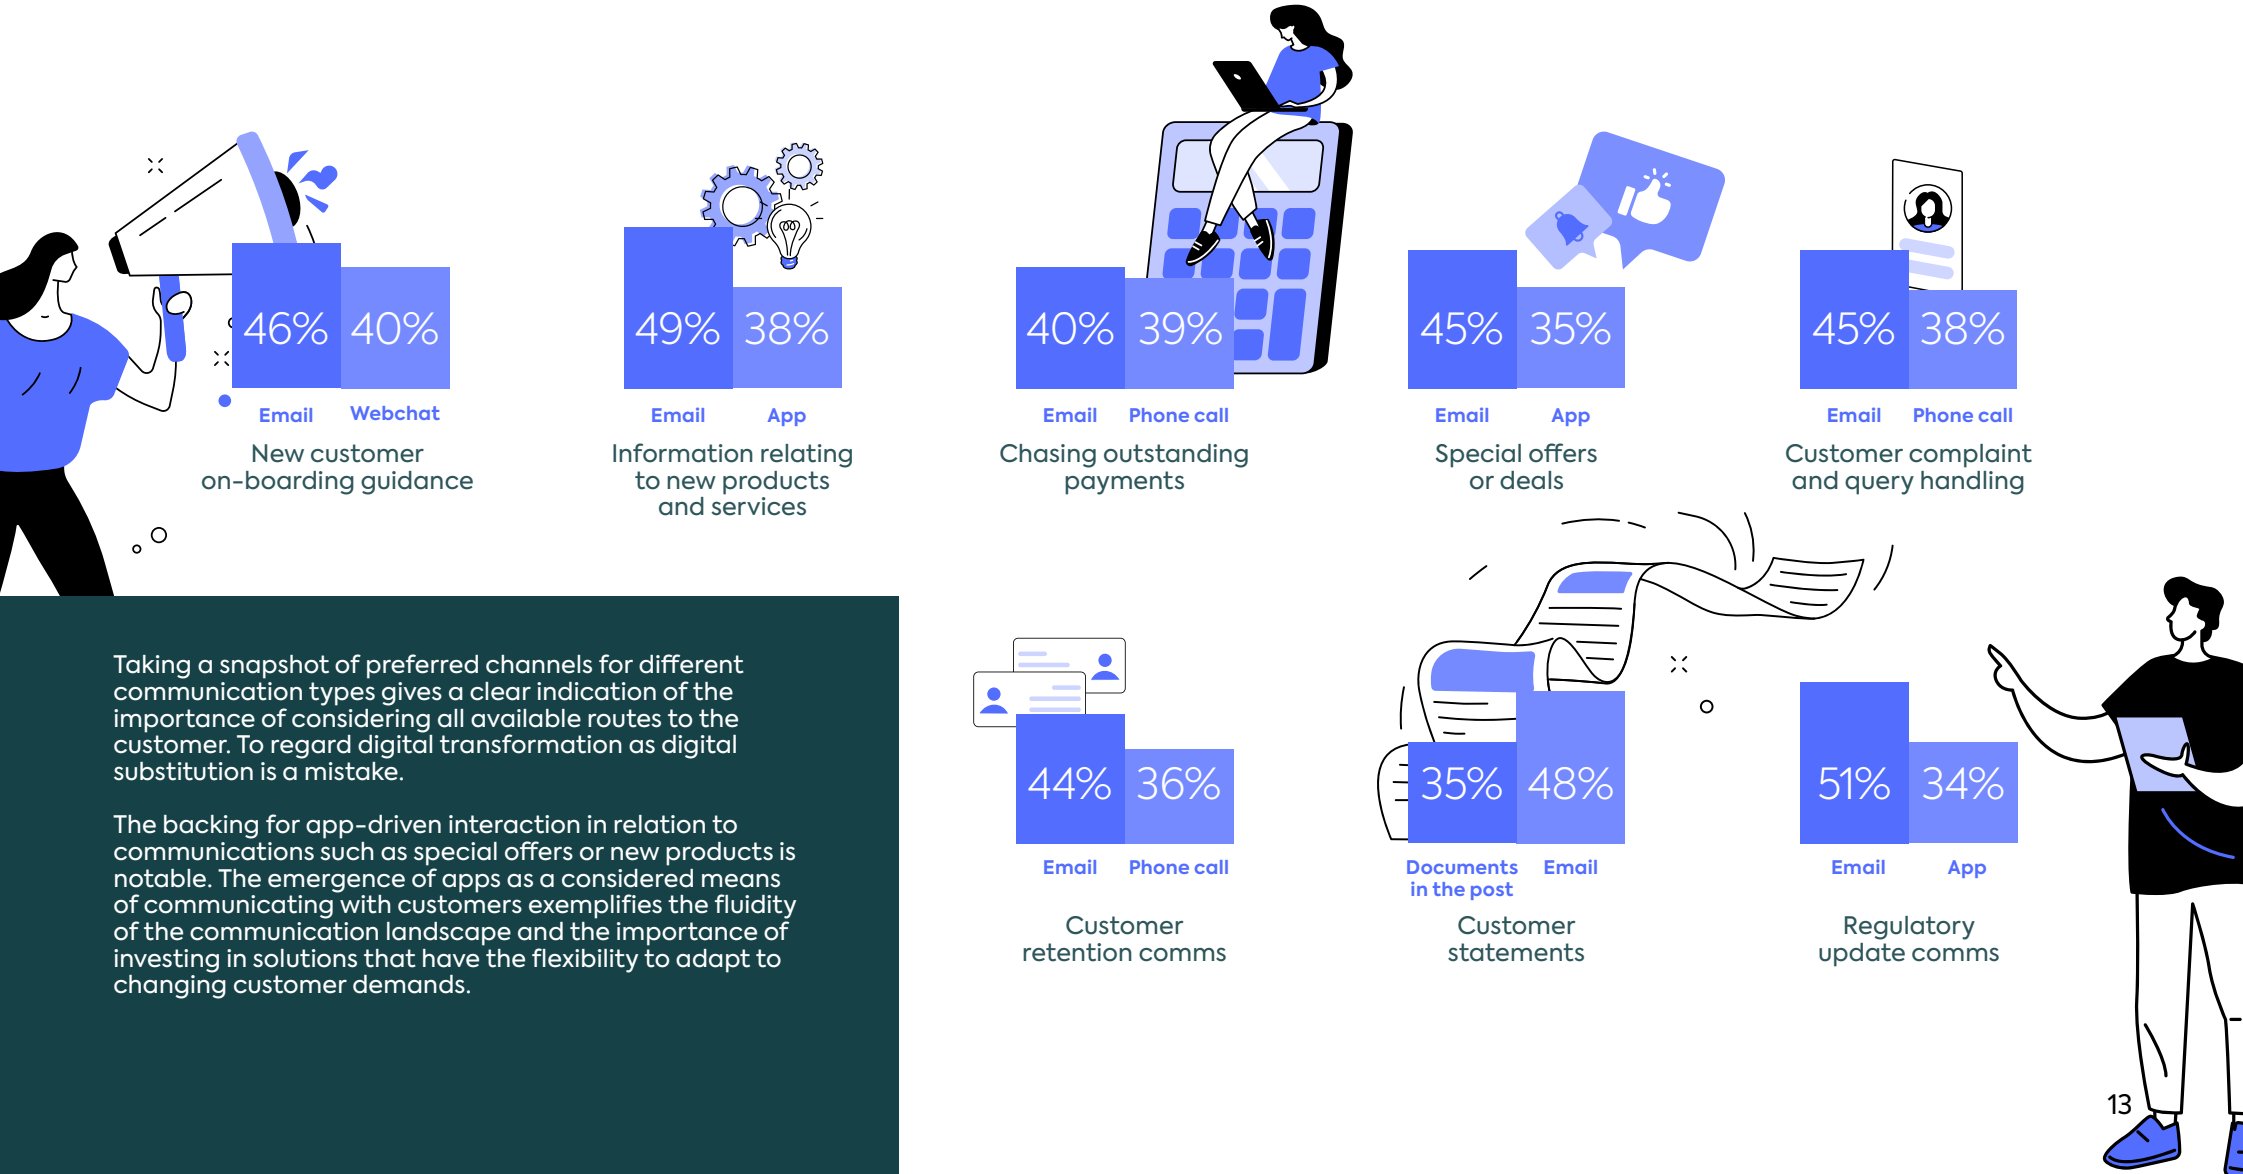 46% 40%
Email Webchat
New customer
on-boarding guidance
49% 38%
Email App
Information relating
to new products
and services
40% 39%
Email Phone call
Chasing outstanding
payments
45% 35%
Email App
Special offers
or deals
45% 38%
Email Phone call
Customer complaint
and query handling
Taking a snapshot of preferred channels for different
communication types gives a clear indication of the
importance of considering all available routes to the
customer. To regard digital transformation as digital
substitution is a mistake.
The backing for app-driven interaction in relation to
communications such as special offers or new products is
notable. The emergence of apps as a considered means
of communicating with customers exemplifies the fluidity
of the communication landscape and the importance of
investing in solutions that have the flexibility to adapt to
changing customer demands.
44% 36%
Email Phone call
Customer
retention comms
35% 48%
Documents Email
in the post
Customer
statements
51% 34%
Email App
Regulatory
update comms
13